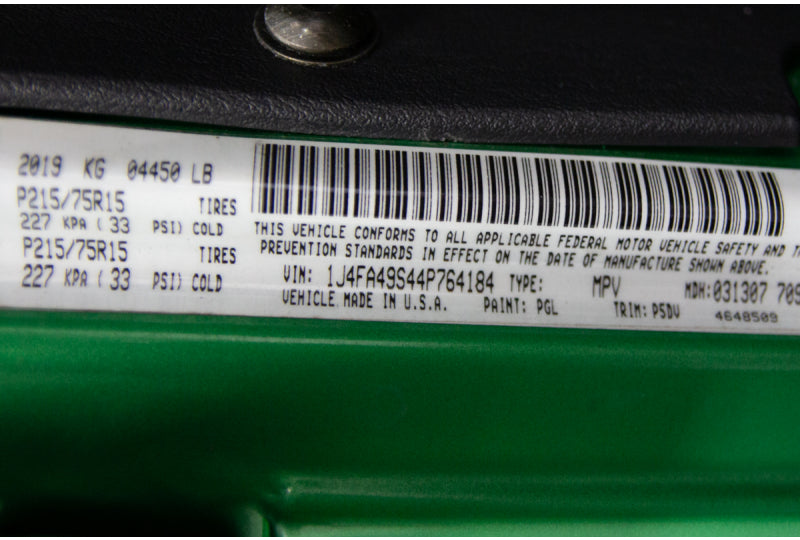 2019 KG 04450 LB
P215/75R15 TIRES
227 KPA ( 33 PSI) COLD
P215/75R15 TIRES
227 KPA ( 33 PSI) COLD
THIS VEHICLE CONFORMS TO ALL APPLICABLE FEDERAL MOTOR VEHICLE SAFETY AND
PREVENTION STANDARDS IN EFFECT ON THE DATE OF MANUFACTURE SHOWN ABOVE.
VIN: 1J4FA49S44P764184 TYPE: MPV MDH:031307 709
VEHICLE MADE IN U.S.A. PAINT: PGL TRIM: P5DV 4648509